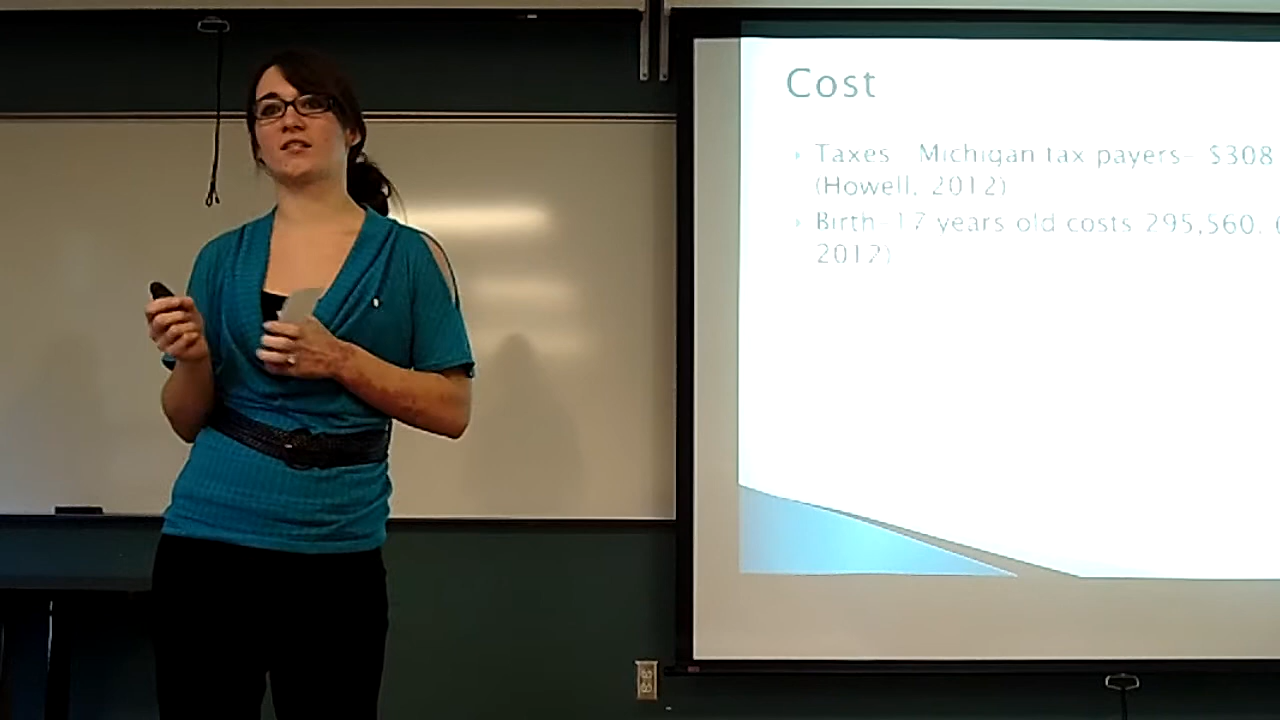 Cost
Taxes Michigan tax payers- $308
(Howell, 2012)
Birth-17 years old costs 295,560. (
2012)